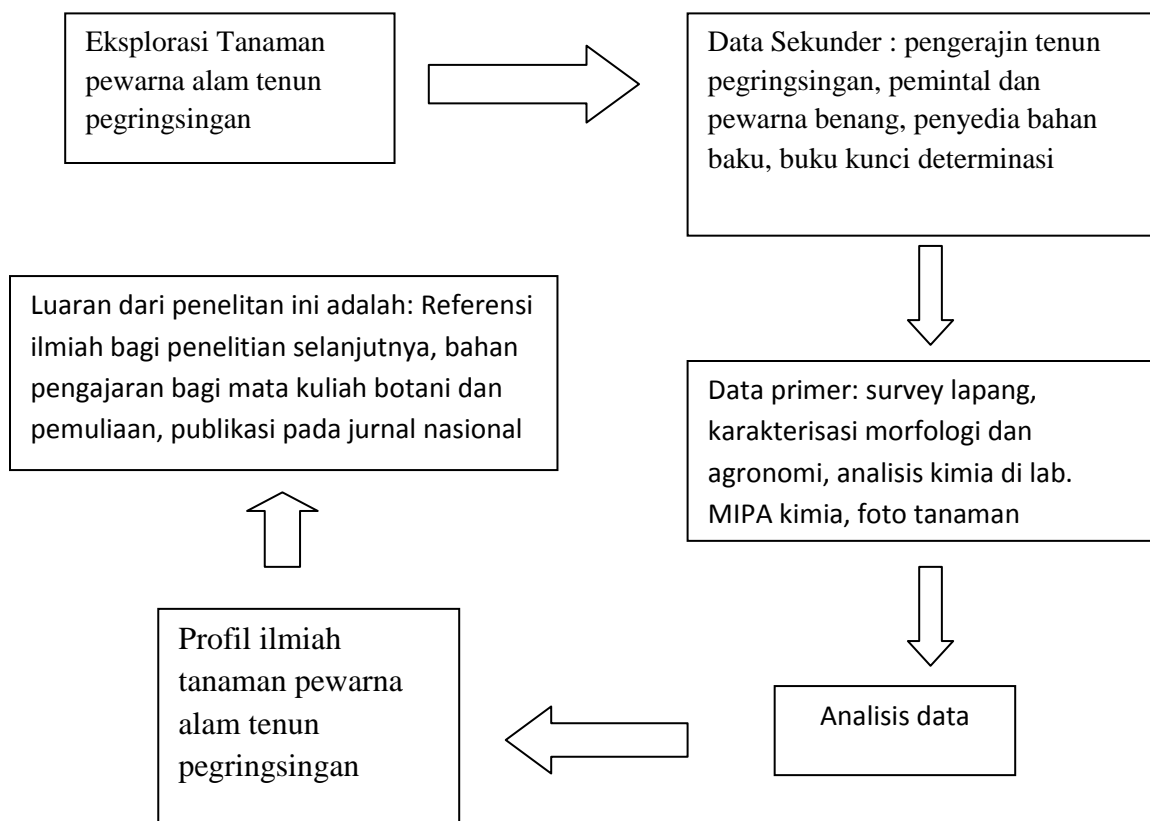 Eksplorasi Tanaman
pewarna alam tenun
pegringsingan
Data Sekunder : pengerajin tenun
pegringsingan, pemintal dan
pewarna benang, penyedia bahan
baku, buku kunci determinasi
Data primer: survey lapang,
karakterisasi morfologi dan
agronomi, analisis kimia di lab.
MIPA kimia, foto tanaman
Analisis data
Profil ilmiah
tanaman pewarna
alam tenun
pegringsingan
Luaran dari penelitan ini adalah: Referensi
ilmiah bagi penelitian selanjutnya, bahan
pengajaran bagi mata kuliah botani dan
pemuliaan, publikasi pada jurnal nasional